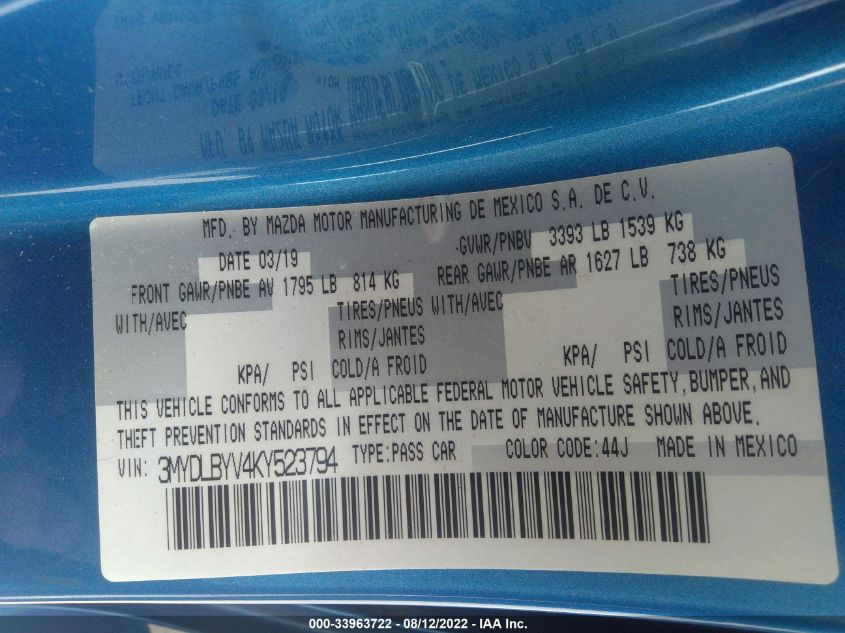 MFD. BY MAZDA MOTOR MANUFACTURING DE MEXICO S.A. DE C.V.
DATE 03/19 GVWR/PNBV 3393 LB 1539 KG
FRONT GAWR/PNBE AV 1795 LB 814 KG REAR GAWR/PNBE AR 1627 LB 738 KG
WITH/AVEC TIRES/PNEUS WITH/AVEC TIRES/PNEUS
RIMS/JANTES RIMS/JANTES
KPA/ PSI COLD/A FROID KPA/ PSI COLD/A FROID
THIS VEHICLE CONFORMS TO ALL APPLICABLE FEDERAL MOTOR VEHICLE SAFETY, BUMPER, AND
THEFT PREVENTION STANDARDS IN EFFECT ON THE DATE OF MANUFACTURE SHOWN ABOVE.
VIN: 3MYDLBYV4KY523794 TYPE:PASS CAR COLOR CODE:44J MADE IN MEXICO
000-33963722 - 08/12/2022 - IAA Inc.